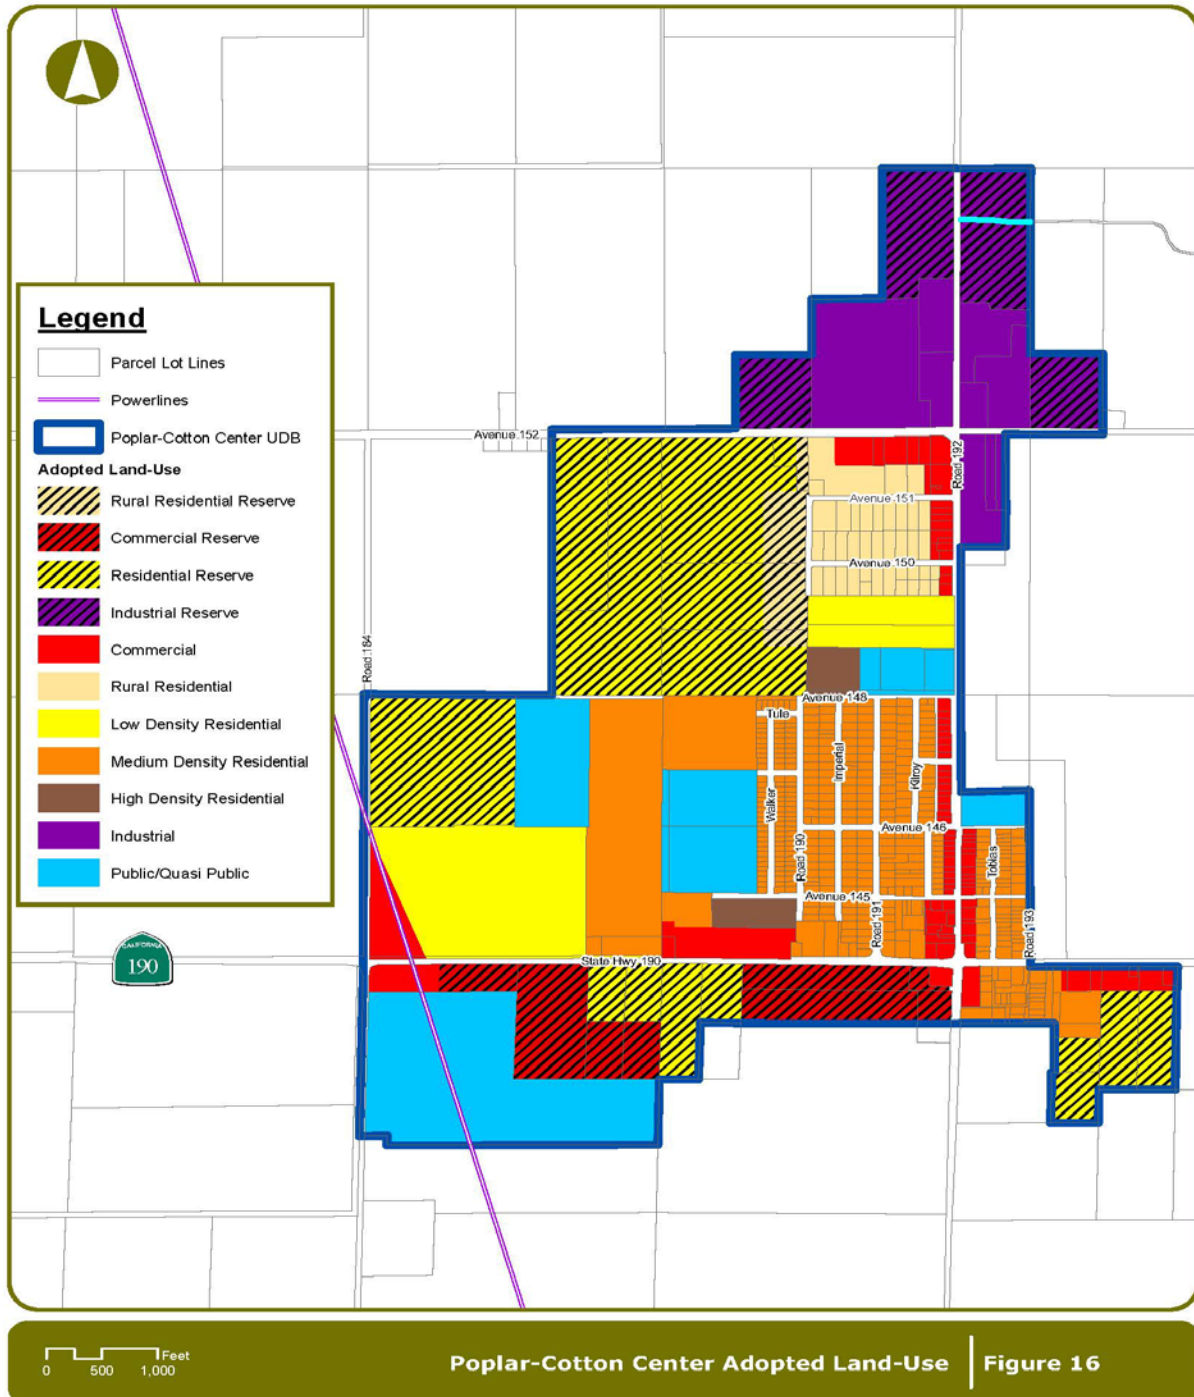 Legend
Parcel Lot Lines
Powerlines
Poplar-Cotton Center UDB
Adopted Land-Use
Rural Residential Reserve
Commercial Reserve
Residential Reserve
Industrial Reserve
Commercial
Rural Residential
Low Density Residential
Medium Density Residential
High Density Residential
Industrial
Public/Quasi Public
Avenue 152
Road 192
Avenue 151
Avenue 150
Road 184
Avenue 148
Tule
Imperial
Kilroy
Walker
Avenue 146
Road 190
Tobias
Avenue 145
Road 191
Road 193
State Hwy 190
CALIFORNIA
190
Feet
0 500 1,000
Poplar-Cotton Center Adopted Land-Use
Figure 16